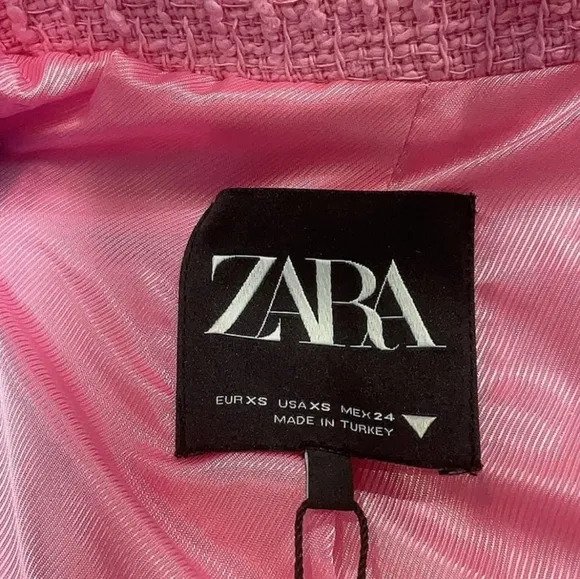 ZARA
EUR XS USA XS MEX 24
MADE IN TURKEY